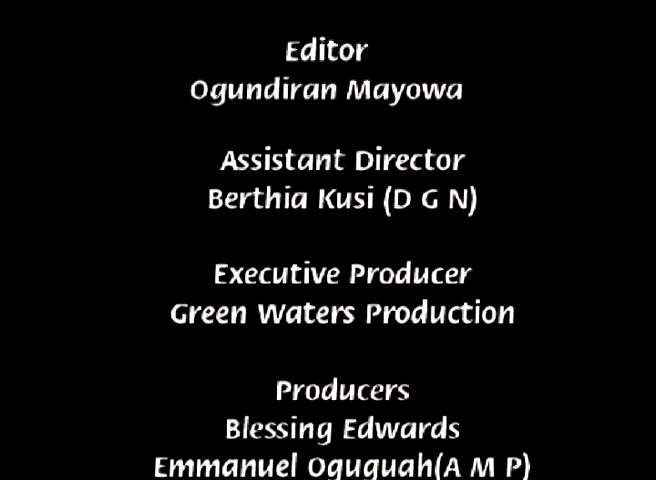 Editor
Ogundiran Mayowa
Assistant Director
Berthia Kusi (D G N)
Executive Producer
Green Waters Production
Producers
Blessing Edwards
Emmanuel Oguguah(A M P)